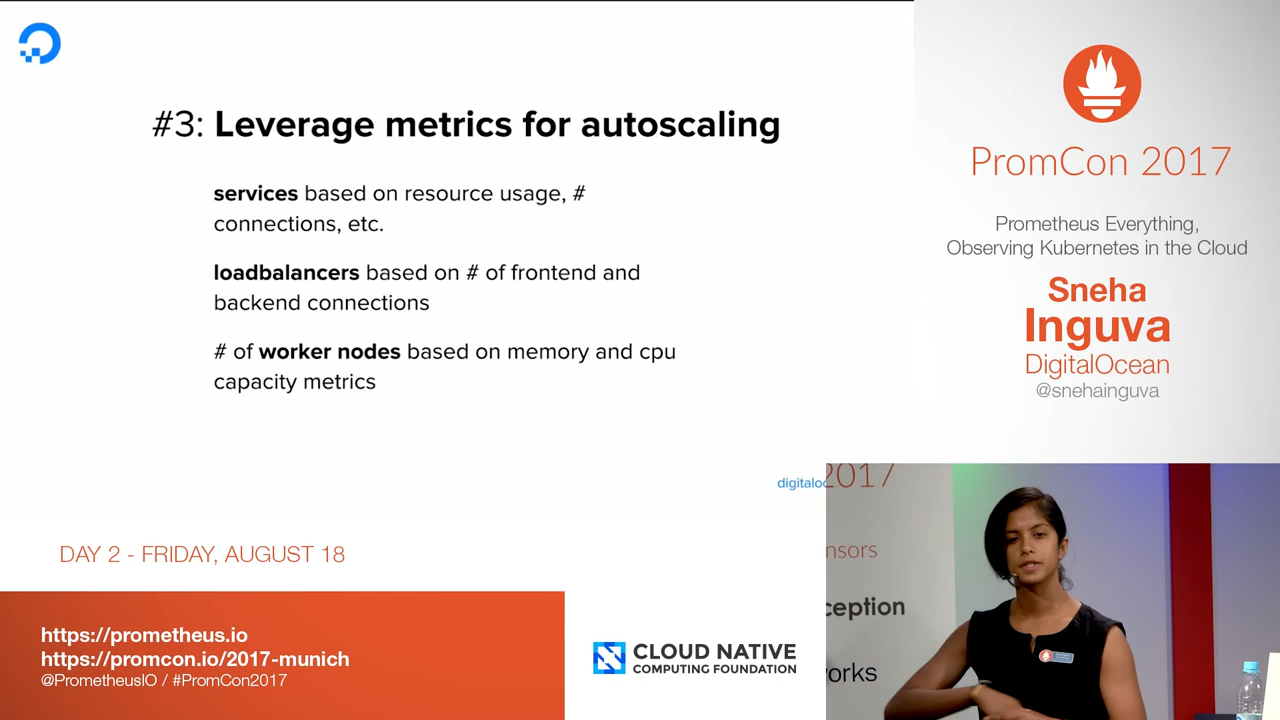 #3: Leverage metrics for autoscaling
services based on resource usage, #
connections, etc.
loadbalancers based on # of frontend and
backend connections
# of worker nodes based on memory and cpu
capacity metrics
digitaloc
DAY 2 - FRIDAY, AUGUST 18
https://prometheus.io
https://promcon.io/2017-munich
@PrometheusIO / #PromCon2017
CLOUD NATIVE
COMPUTING FOUNDATION
PromCon 2017
Prometheus Everything,
Observing Kubernetes in the Cloud
Sneha
Inguva
DigitalOcean
@snehainguva
2017
nsors
ception
orks